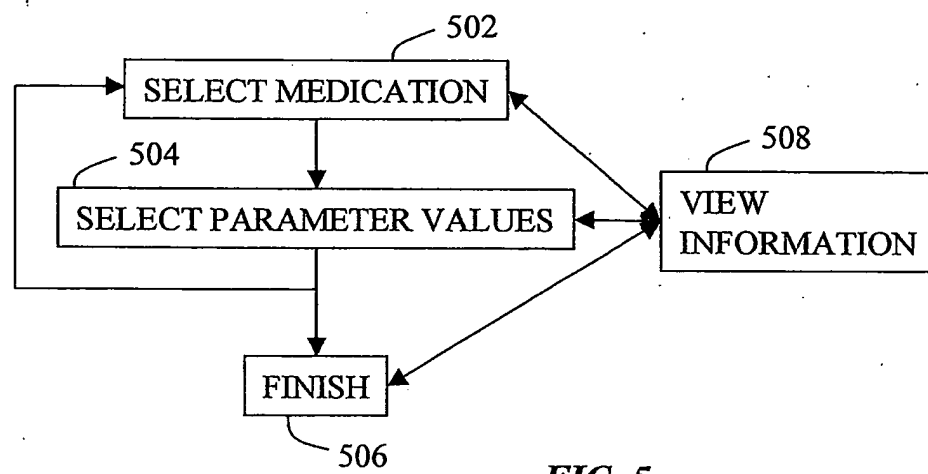 502
SELECT MEDICATION
504
508
SELECT PARAMETER VALUES
VIEW
INFORMATION
FINISH
506
FIG. 5